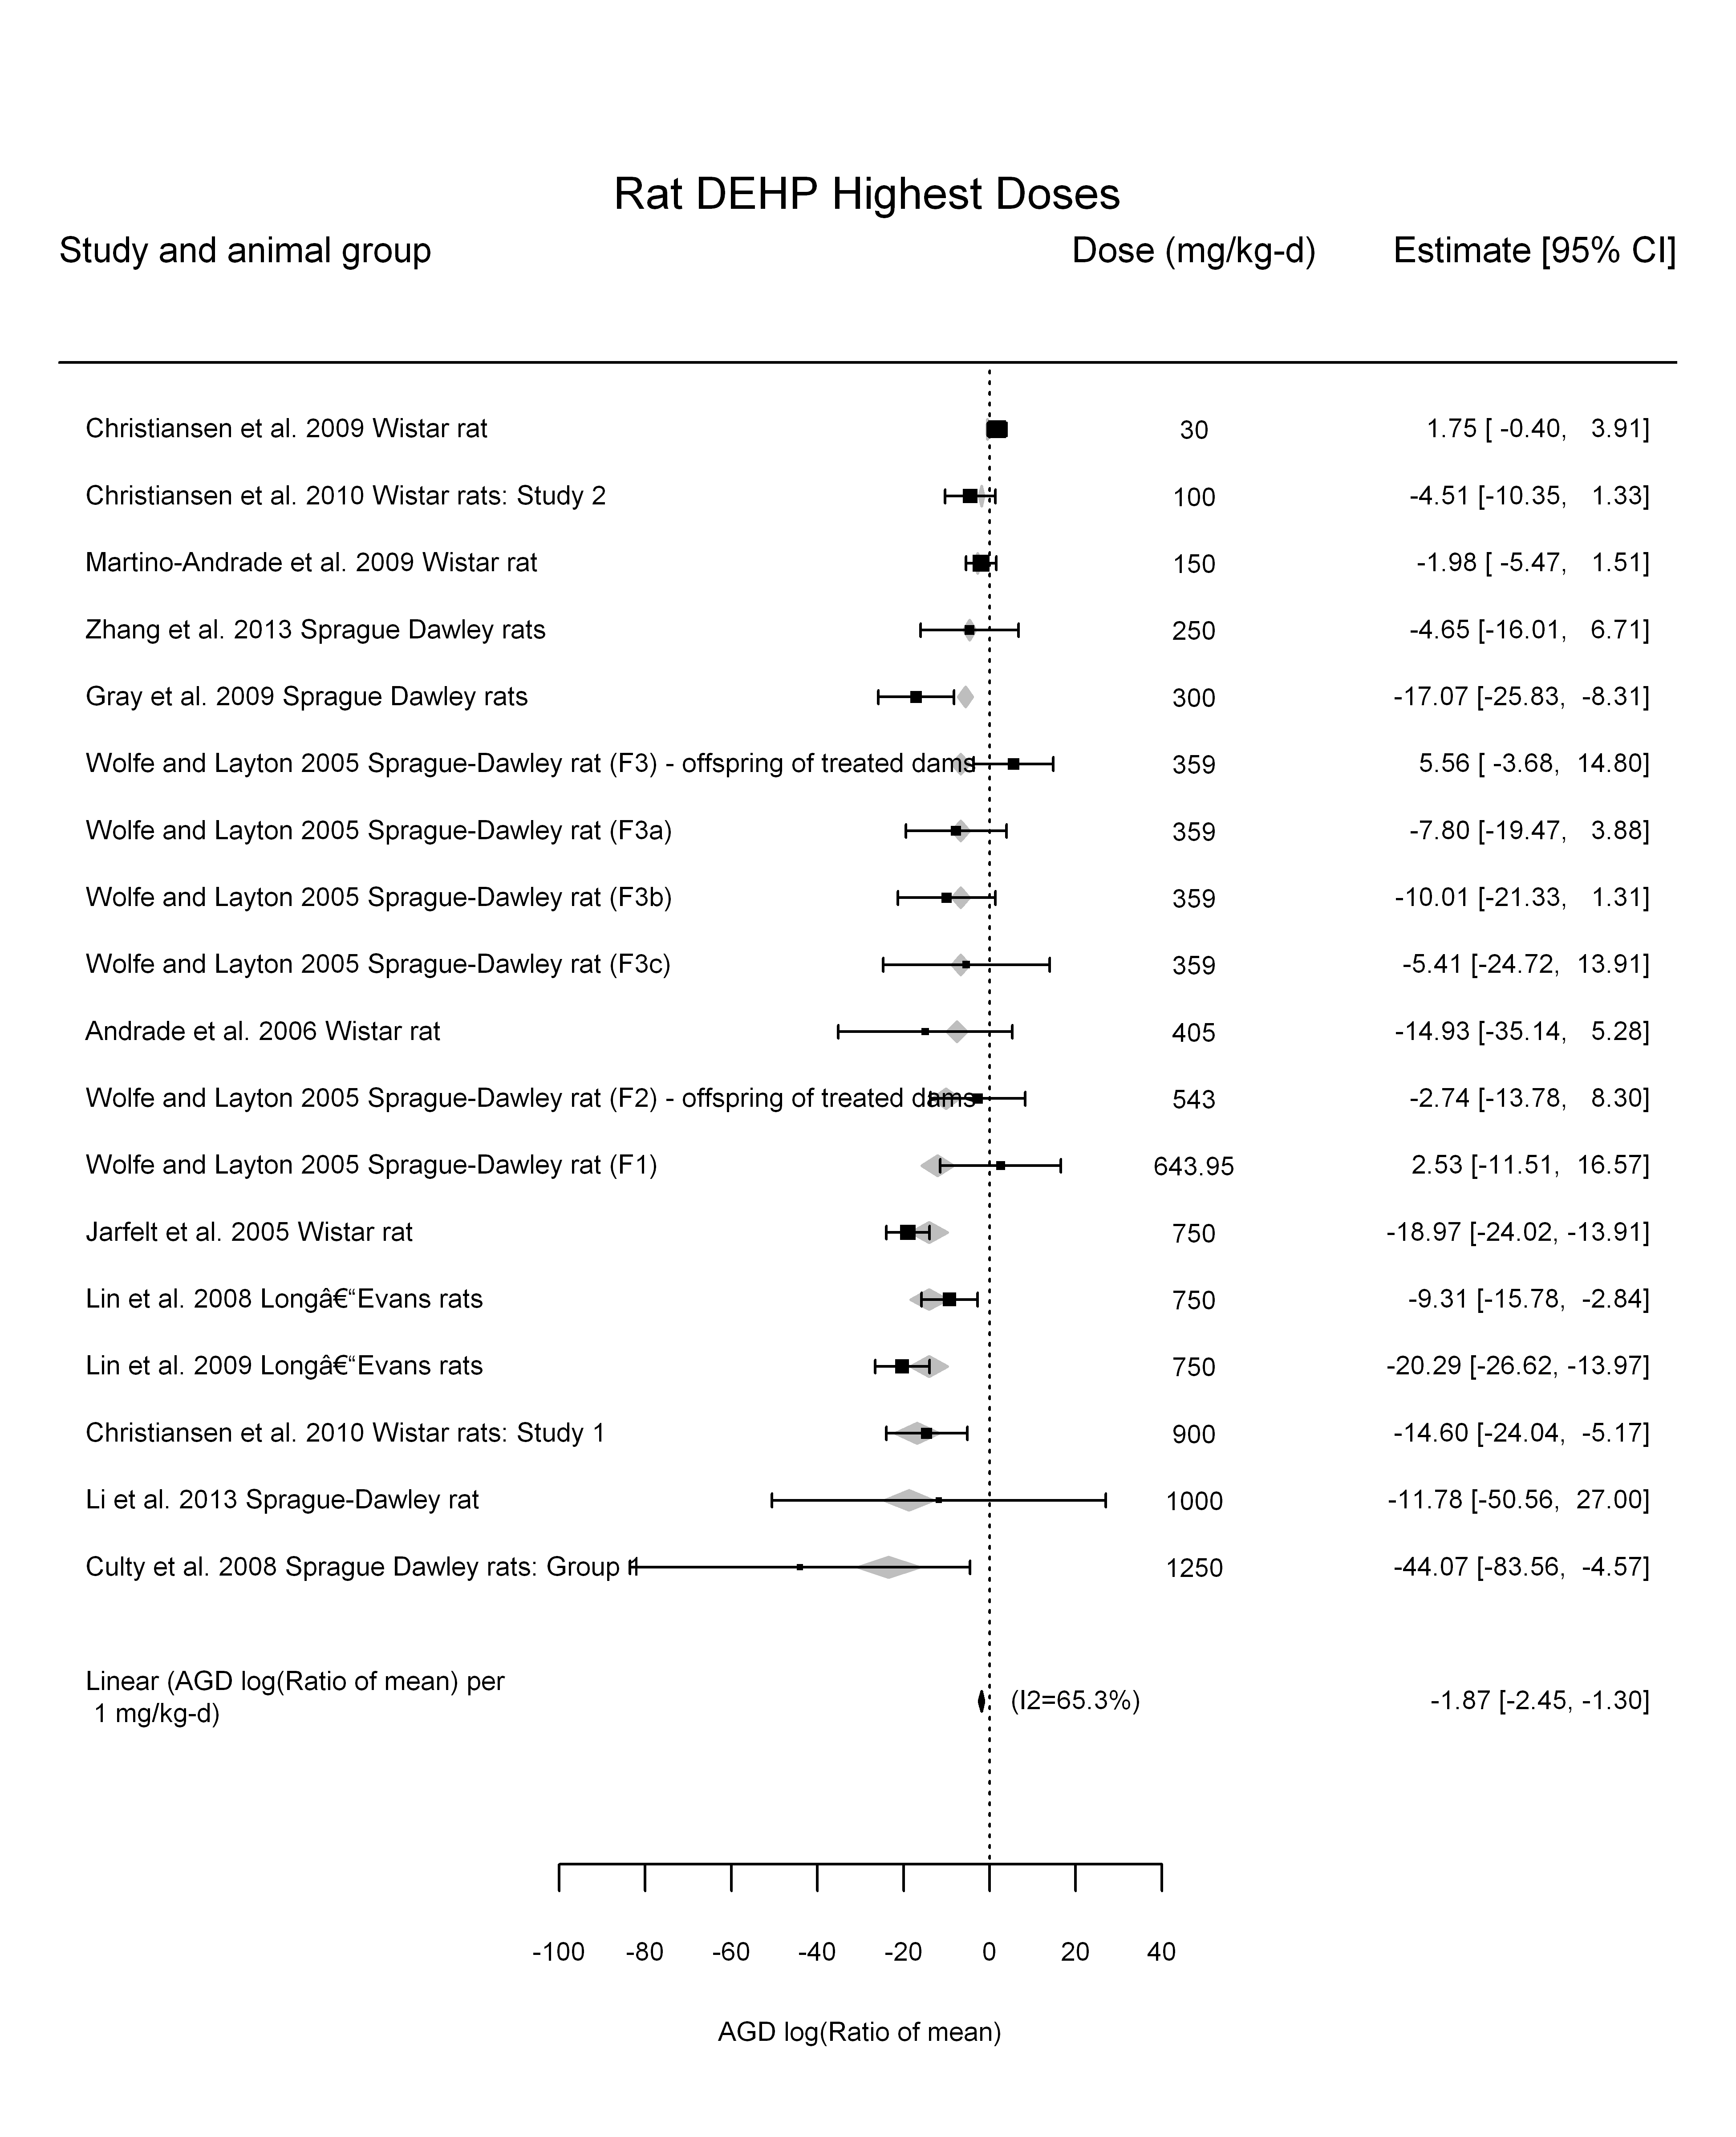 Rat DEHP Highest Doses
Study and animal group Dose (mg/kg-d) Estimate [95% CI]
Christiansen et al. 2009 Wistar rat 30 1.75 [ -0.40, 3.91]
Christiansen et al. 2010 Wistar rats: Study 2 100 -4.51 [-10.35, 1.33]
Martino-Andrade et al. 2009 Wistar rat 150 -1.98 [ -5.47, 1.51]
Zhang et al. 2013 Sprague Dawley rats 250 -4.65 [-16.01, 6.71]
Gray et al. 2009 Sprague Dawley rats 300 -17.07 [-25.83, -8.31]
Wolfe and Layton 2005 Sprague-Dawley rat (F3) - offspring of treated dams 359 5.56 [ -3.68, 14.80]
Wolfe and Layton 2005 Sprague-Dawley rat (F3a) 359 -7.80 [-19.47, 3.88]
Wolfe and Layton 2005 Sprague-Dawley rat (F3b) 359 -10.01 [-21.33, 1.31]
Wolfe and Layton 2005 Sprague-Dawley rat (F3c) 359 -5.41 [-24.72, 13.91]
Andrade et al. 2006 Wistar rat 405 -14.93 [-35.14, 5.28]
Wolfe and Layton 2005 Sprague-Dawley rat (F2) - offspring of treated dams 543 -2.74 [-13.78, 8.30]
Wolfe and Layton 2005 Sprague-Dawley rat (F1) 643.95 2.53 [-11.51, 16.57]
Jarfelt et al. 2005 Wistar rat 750 -18.97 [-24.02, -13.91]
Lin et al. 2008 Longâ€“Evans rats 750 -9.31 [-15.78, -2.84]
Lin et al. 2009 Longâ€“Evans rats 750 -20.29 [-26.62, -13.97]
Christiansen et al. 2010 Wistar rats: Study 1 900 -14.60 [-24.04, -5.17]
Li et al. 2013 Sprague-Dawley rat 1000 -11.78 [-50.56, 27.00]
Culty et al. 2008 Sprague Dawley rats: Group 1 1250 -44.07 [-83.56, -4.57]
Linear (AGD log(Ratio of mean) per
1 mg/kg-d) (I2=65.3%) -1.87 [-2.45, -1.30]
-100 -80 -60 -40 -20 0 20 40
AGD log(Ratio of mean)